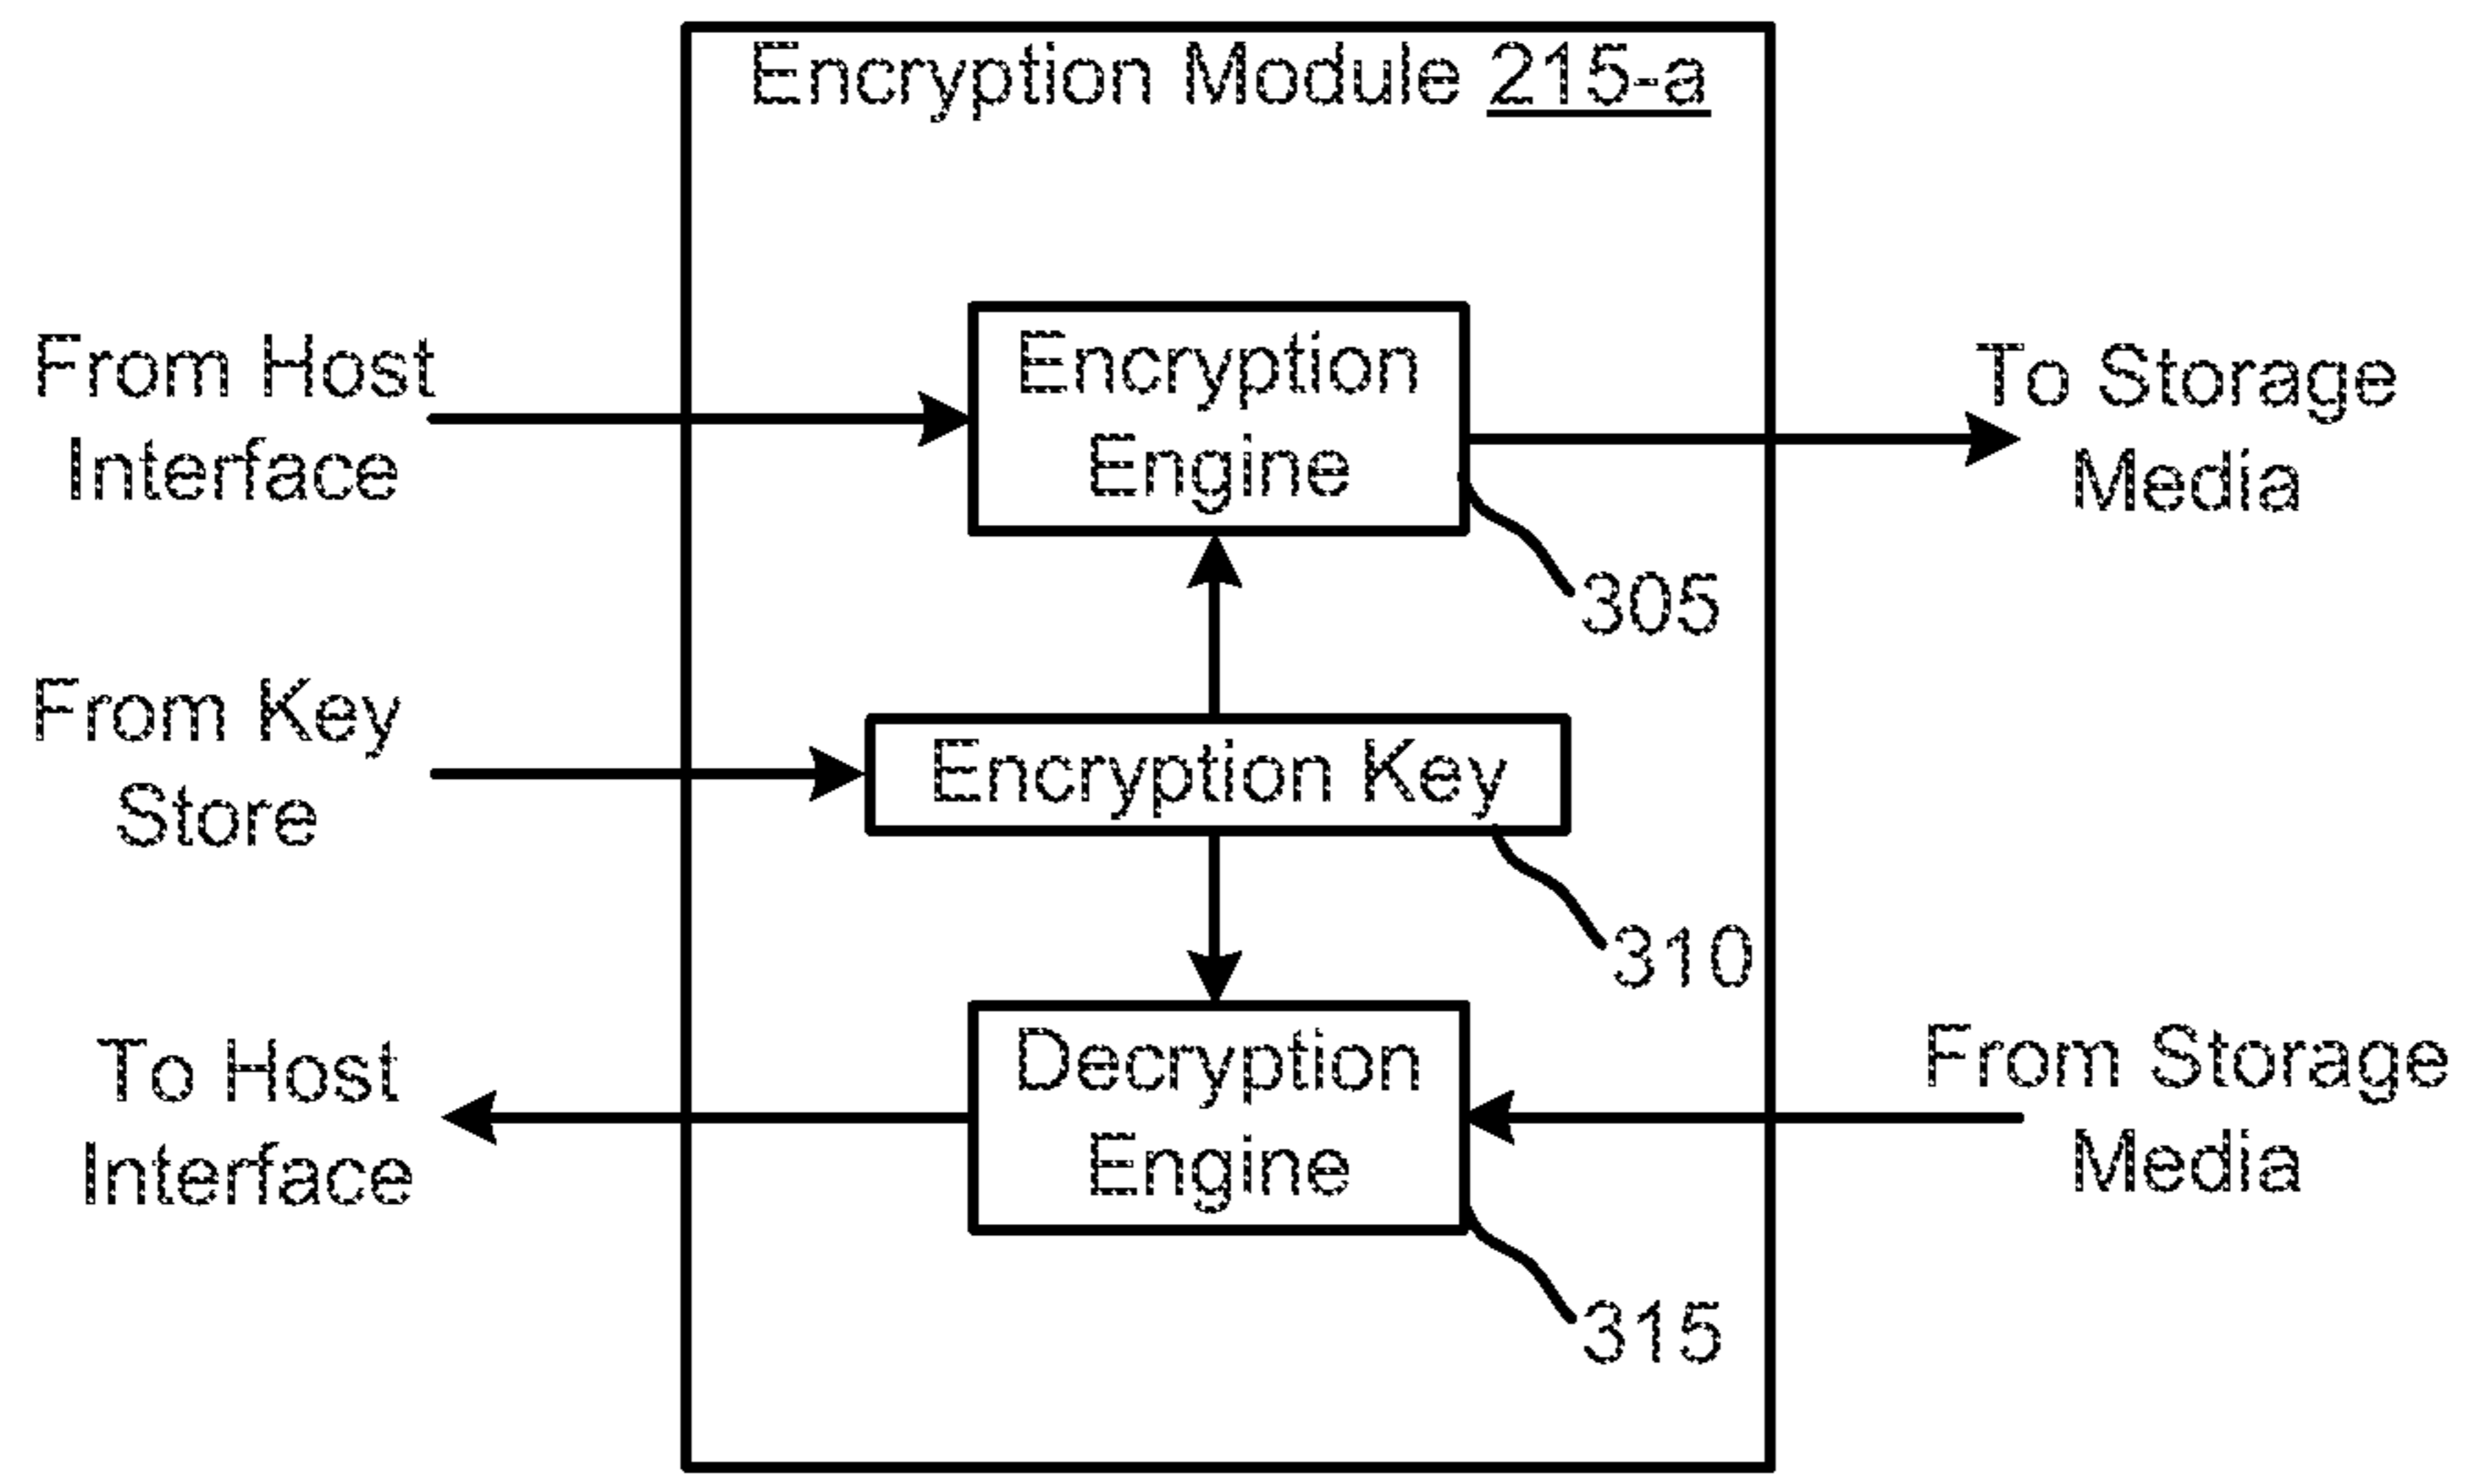 Encryption Module 215-a
From Host
Interface
Encryption
Engine
To Storage
Media
305
From Key
Store
Encryption Key
310
To Host
Interface
Decryption
Engine
From Storage
Media
315